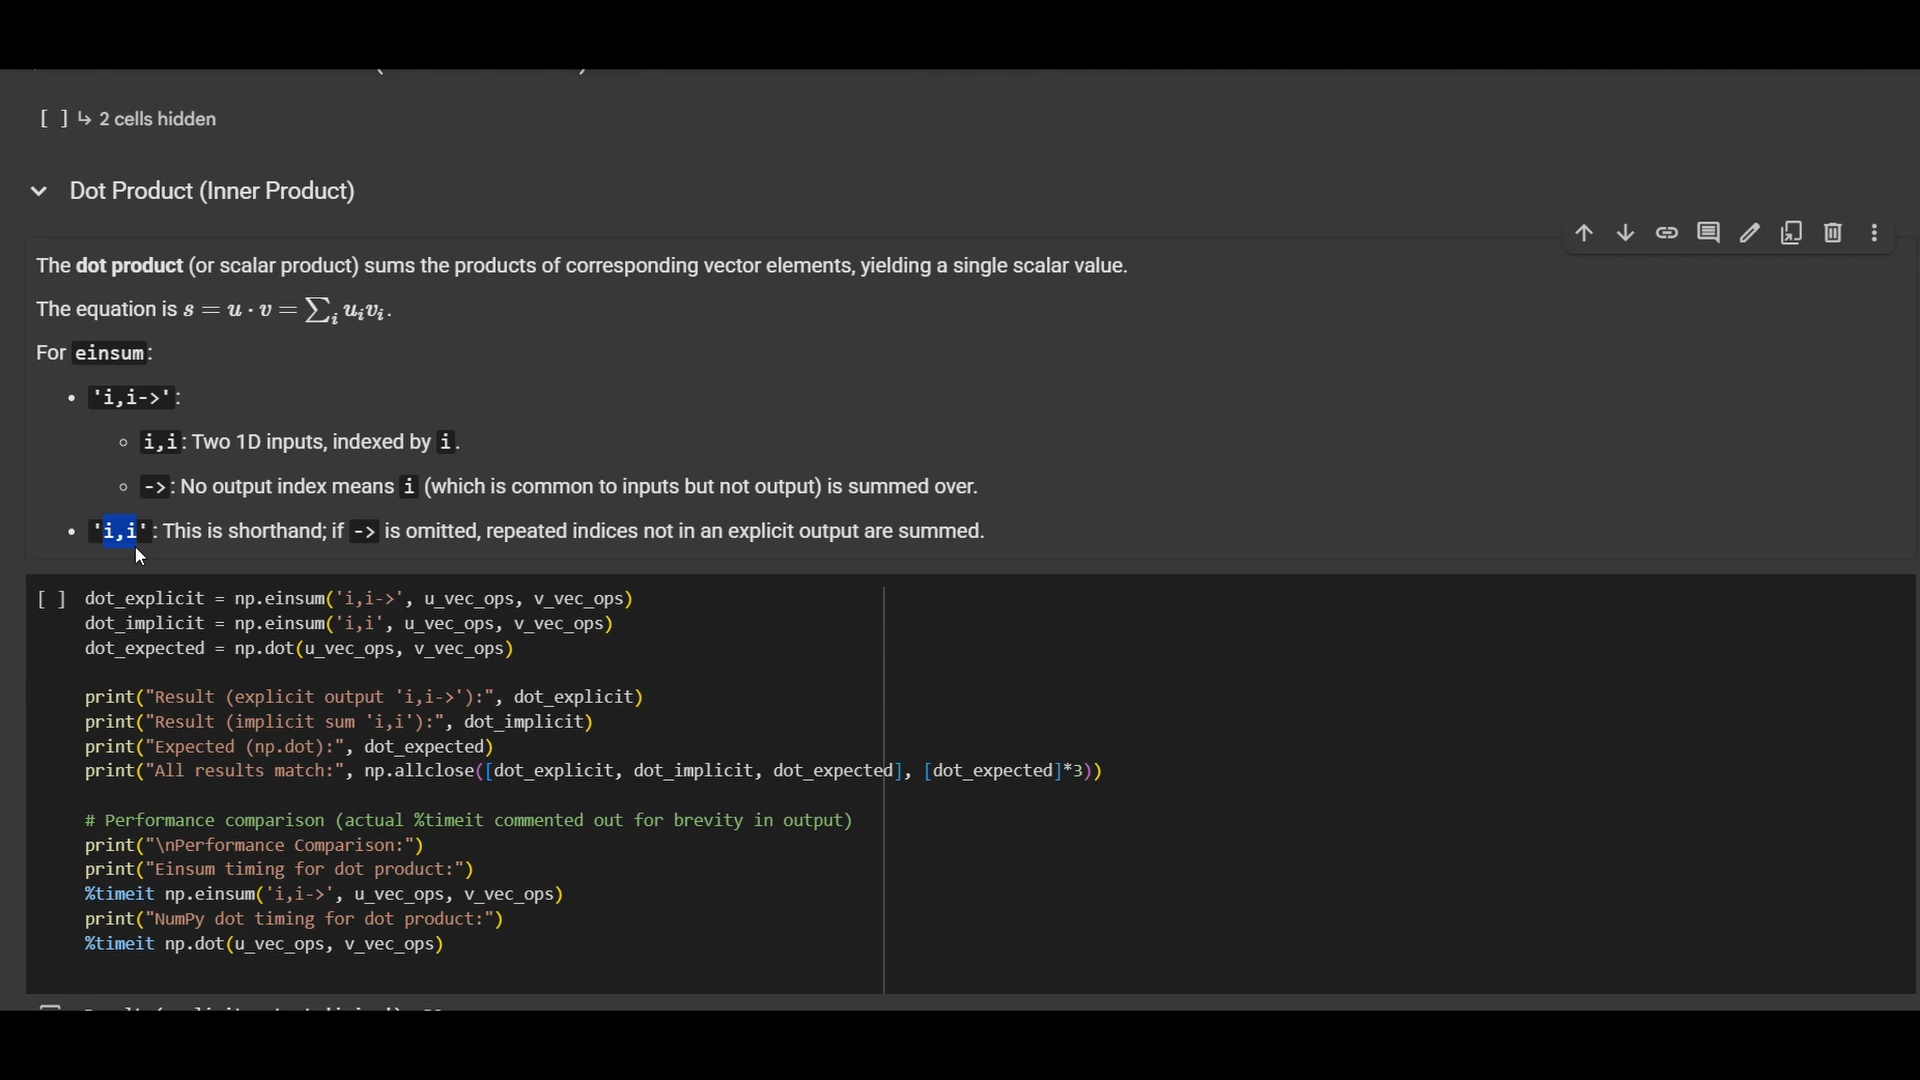 [ ] ↳ 2 cells hidden
Dot Product (Inner Product)
The dot product (or scalar product) sums the products of corresponding vector elements, yielding a single scalar value.
The equation is s = u · v = ∑ᵢ uᵢvᵢ.
For einsum:
• 'i,i->':
◦ i,i: Two 1D inputs, indexed by i.
◦ ->: No output index means i (which is common to inputs but not output) is summed over.
• 'i,i': This is shorthand; if -> is omitted, repeated indices not in an explicit output are summed.
[ ] dot_explicit = np.einsum('i,i->', u_vec_ops, v_vec_ops)
dot_implicit = np.einsum('i,i', u_vec_ops, v_vec_ops)
dot_expected = np.dot(u_vec_ops, v_vec_ops)
print("Result (explicit output 'i,i->'):", dot_explicit)
print("Result (implicit sum 'i,i'):", dot_implicit)
print("Expected (np.dot):", dot_expected)
print("All results match:", np.allclose([dot_explicit, dot_implicit, dot_expected], [dot_expected]*3))
# Performance comparison (actual %timeit commented out for brevity in output)
print("\nPerformance Comparison:")
print("Einsum timing for dot product:")
%timeit np.einsum('i,i->', u_vec_ops, v_vec_ops)
print("NumPy dot timing for dot product:")
%timeit np.dot(u_vec_ops, v_vec_ops)